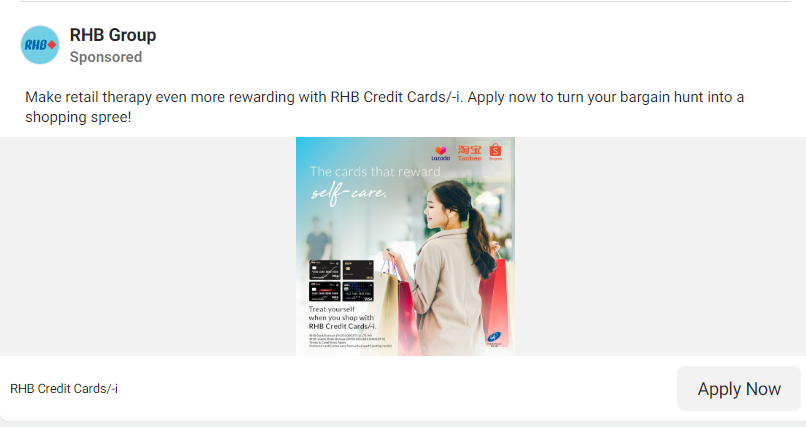 RHB
RHB Group
Sponsored
Make retail therapy even more rewarding with RHB Credit Cards/-i. Apply now to turn your bargain hunt into a
shopping spree!
Lazada
淘宝
Taobao
Shopee
The cards that reward
self-care.
VISA
Treat yourself
when you shop with
RHB Credit Cards/-i.
RHB Credit Cards/-i
Apply Now